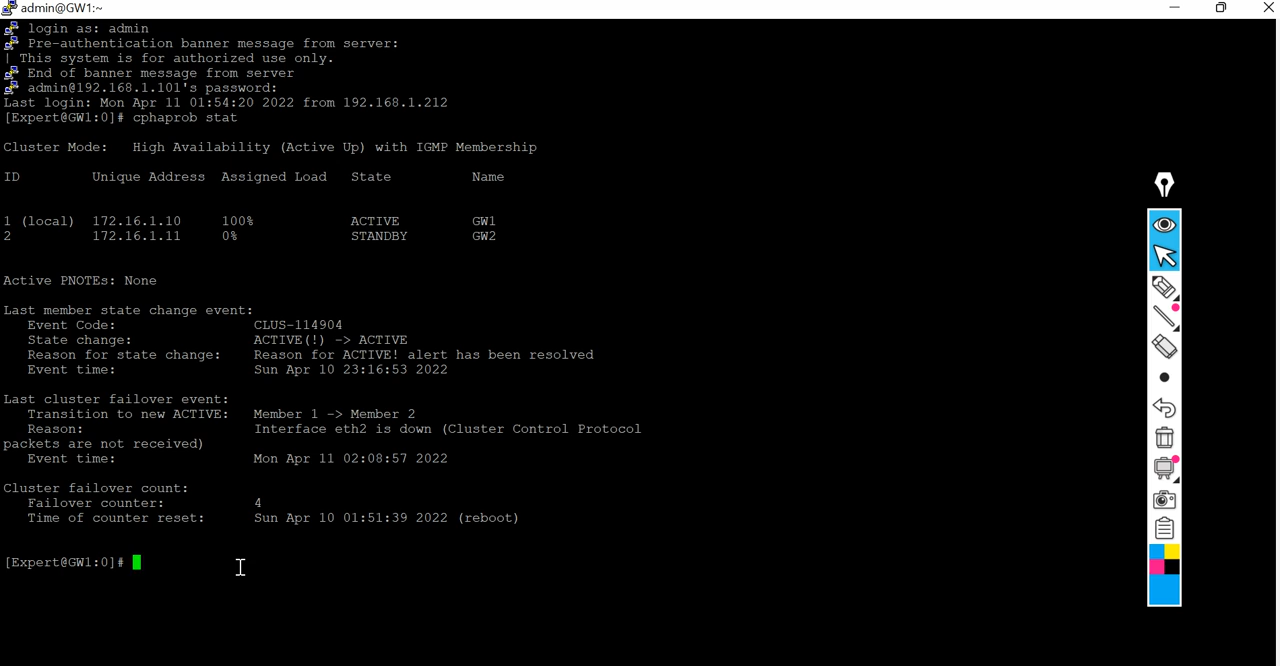 admin@GW1:~
login as: admin
Pre-authentication banner message from server:
| This system is for authorized use only.
End of banner message from server
admin@192.168.1.101's password:
Last login: Mon Apr 11 01:54:20 2022 from 192.168.1.212
[Expert@GW1:0]# cphaprob stat
Cluster Mode:   High Availability (Active Up) with IGMP Membership
ID         Unique Address  Assigned Load   State          Name
1 (local)  172.16.1.10     100%            ACTIVE         GW1
2          172.16.1.11     0%              STANDBY        GW2
Active PNOTEs: None
Last member state change event:
   Event Code:                 CLUS-114904
   State change:               ACTIVE(!) -> ACTIVE
   Reason for state change:    Reason for ACTIVE! alert has been resolved
   Event time:                 Sun Apr 10 23:16:53 2022
Last cluster failover event:
   Transition to new ACTIVE:   Member 1 -> Member 2
   Reason:                     Interface eth2 is down (Cluster Control Protocol
packets are not received)
   Event time:                 Mon Apr 11 02:08:57 2022
Cluster failover count:
   Failover counter:           4
   Time of counter reset:      Sun Apr 10 01:51:39 2022 (reboot)
[Expert@GW1:0]#